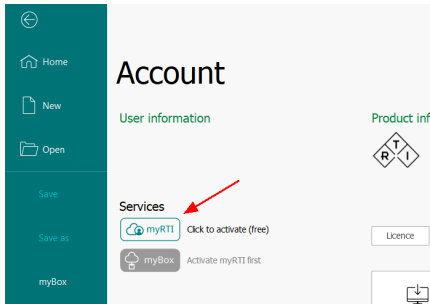 Home
Account
New
User information
Product inf
Open
R T I
Save
Services
myRTI Click to activate (free)
Save as
Licence
myBox Activate myRTI first
myBox